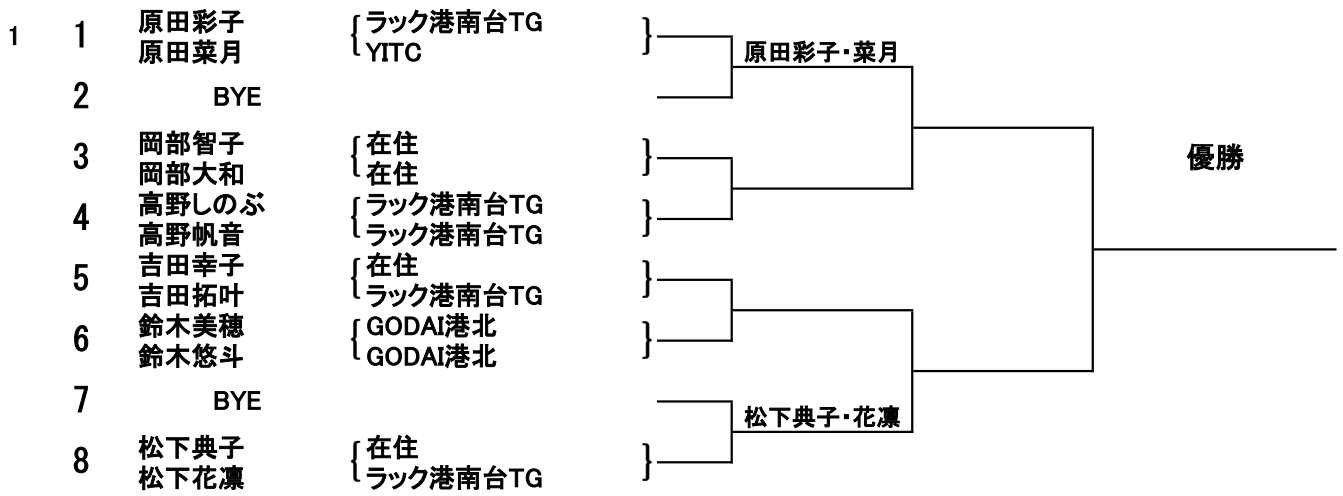 1 1 原田彩子 ラック港南台TG
原田菜月 YITC
原田彩子・菜月
2 BYE
3 岡部智子 在住
岡部大和 在住
優勝
4 高野しのぶ ラック港南台TG
高野帆音 ラック港南台TG
5 吉田幸子 在住
吉田拓叶 ラック港南台TG
6 鈴木美穂 GODAI港北
鈴木悠斗 GODAI港北
7 BYE
松下典子・花凛
8 松下典子 在住
松下花凛 ラック港南台TG